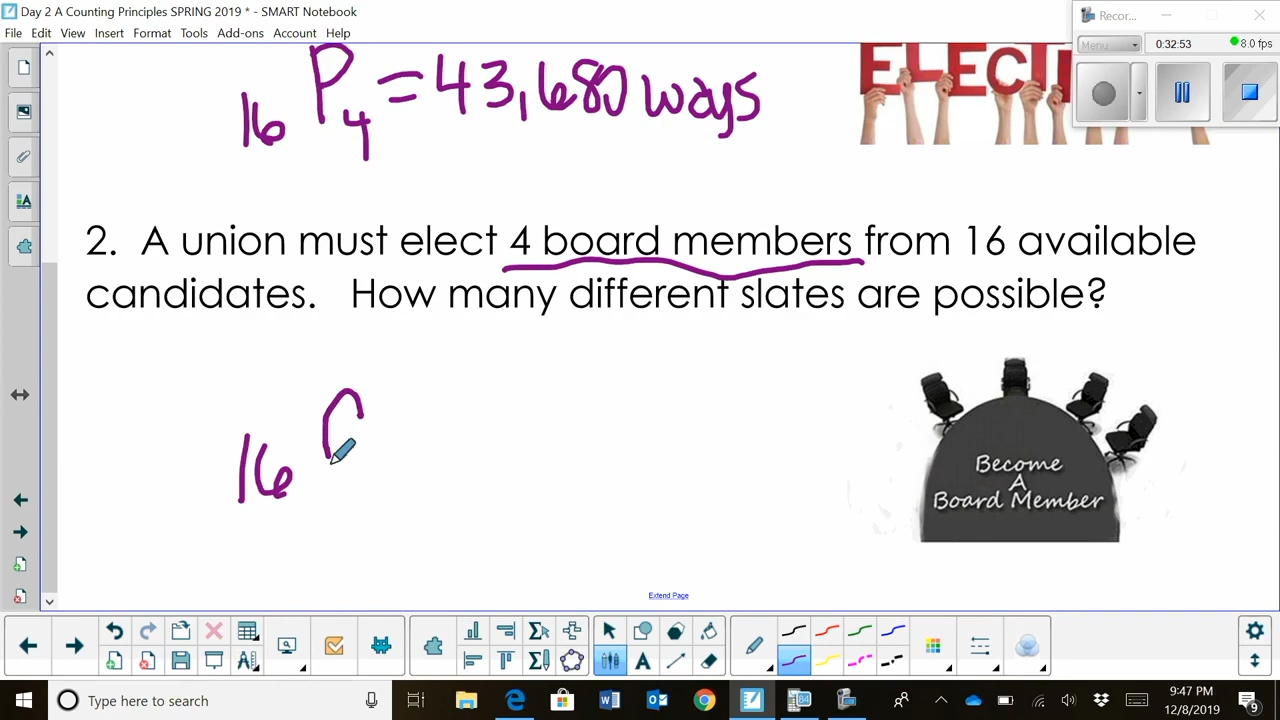 Day 2 A Counting Principles SPRING 2019 * - SMART Notebook
File Edit View Insert Format Tools Add-ons Account Help
Recor...
Menu
0:32:53
8.0 fps
16 P 4 = 43,680 ways
ELECT
2. A union must elect 4 board members from 16 available
candidates. How many different slates are possible?
16
Become
A
Board Member
Extend Page
Type here to search
9:47 PM
12/8/2019
9